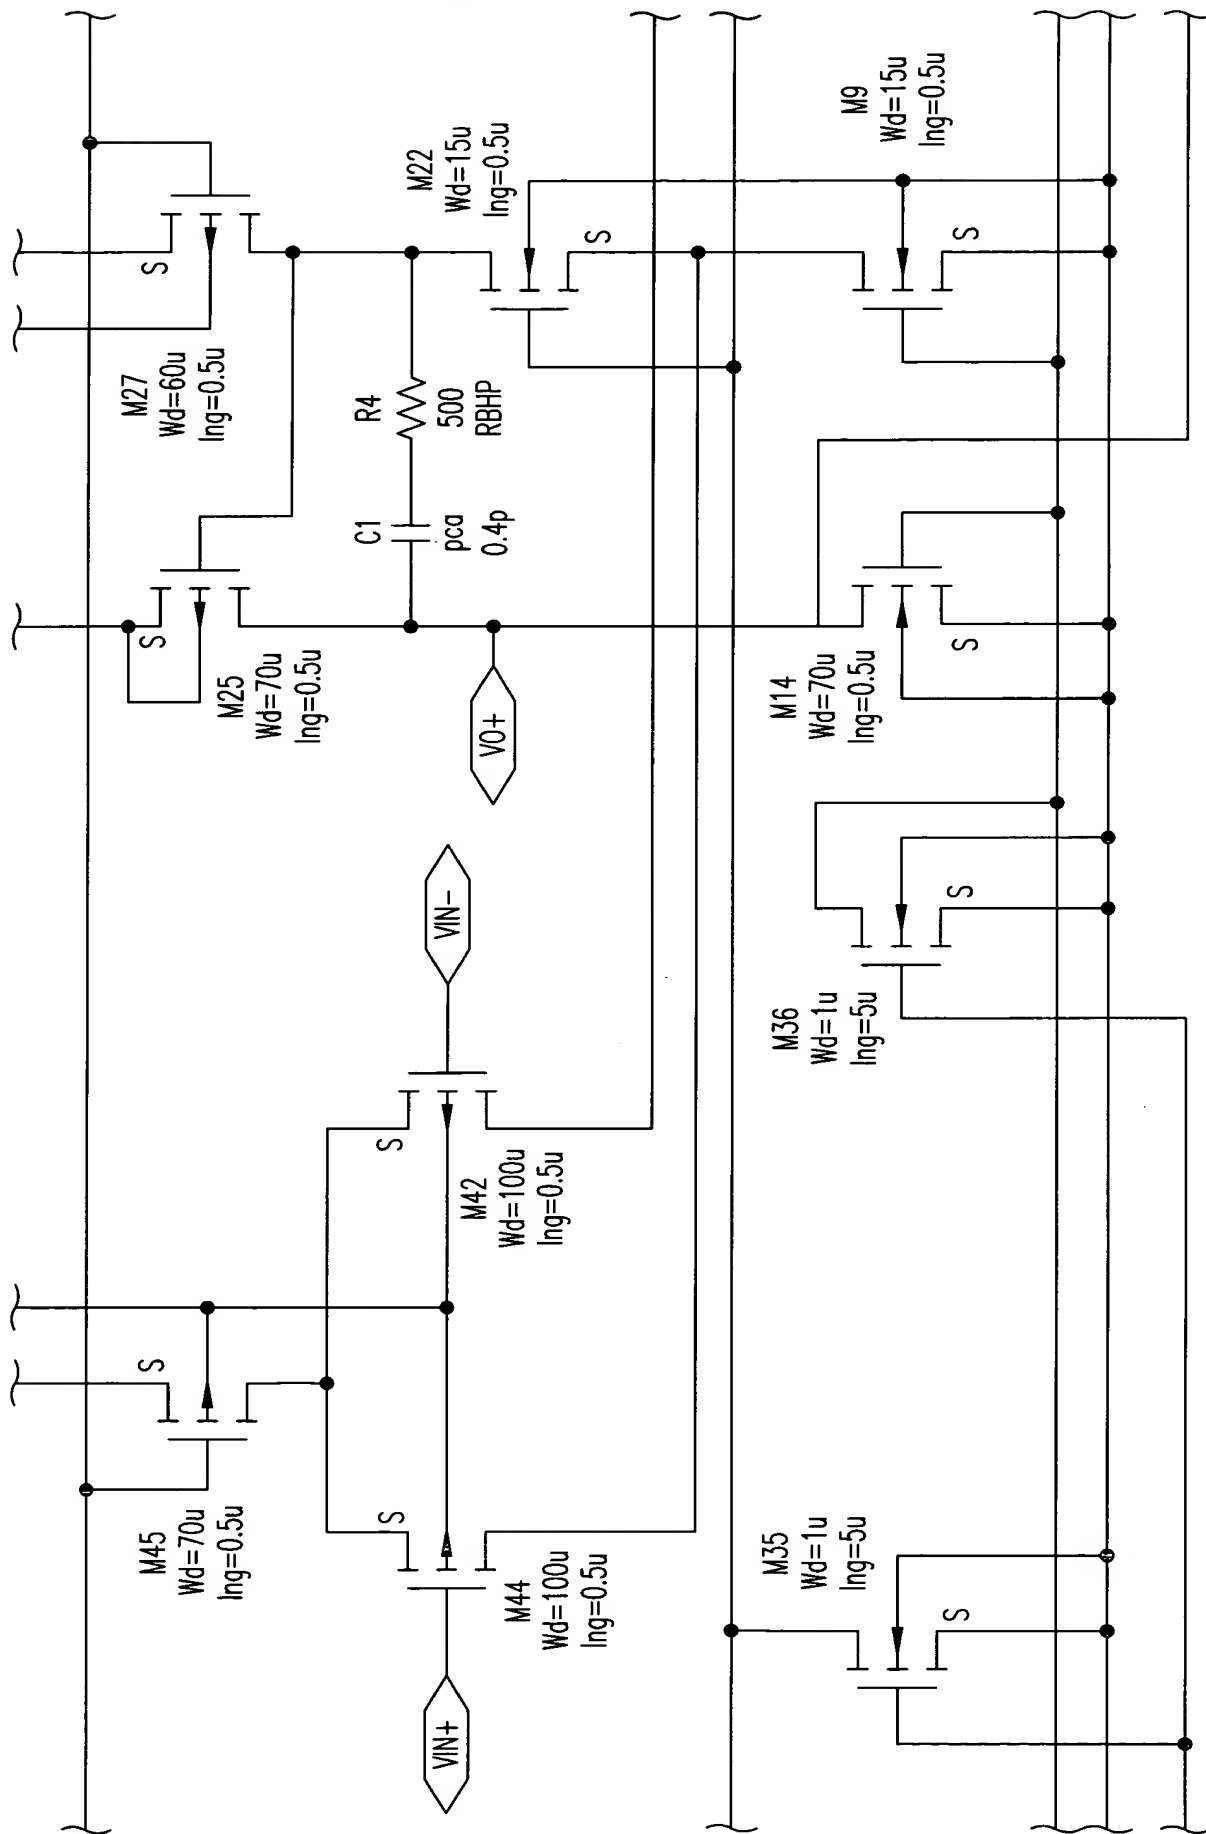 M45
Wd=70u
lng=0.5u
S
VIN+
S
M44
Wd=100u
lng=0.5u
S
M42
Wd=100u
lng=0.5u
VIN-
M35
Wd=1u
lng=5u
S
M36
Wd=1u
lng=5u
S
S
M25
Wd=70u
lng=0.5u
VO+
C1
pca
0.4p
R4
500
RBHP
M14
Wd=70u
lng=0.5u
S
S
M27
Wd=60u
lng=0.5u
M22
Wd=15u
lng=0.5u
S
M9
Wd=15u
lng=0.5u
S